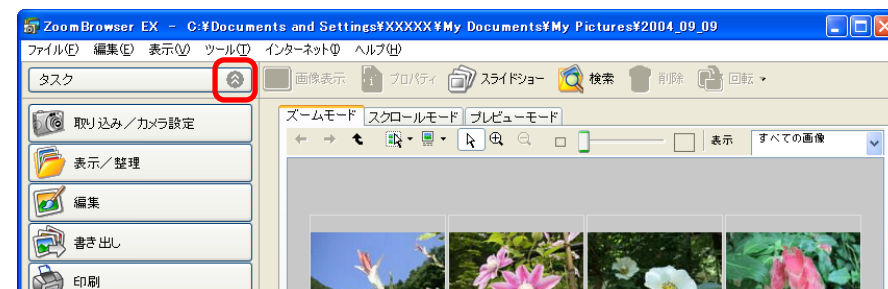 ZoomBrowser EX - C:¥Documents and Settings¥XXXXX¥My Documents¥My Pictures¥2004_09_09
ファイル(F) 編集(E) 表示(V) ツール(T) インターネット(I) ヘルプ(H)
タスク 画像表示 プロパティ スライドショー 検索 削除 回転
取り込み／カメラ設定
表示／整理
編集
書き出し
印刷
ズームモード スクロールモード プレビューモード
表示 すべての画像